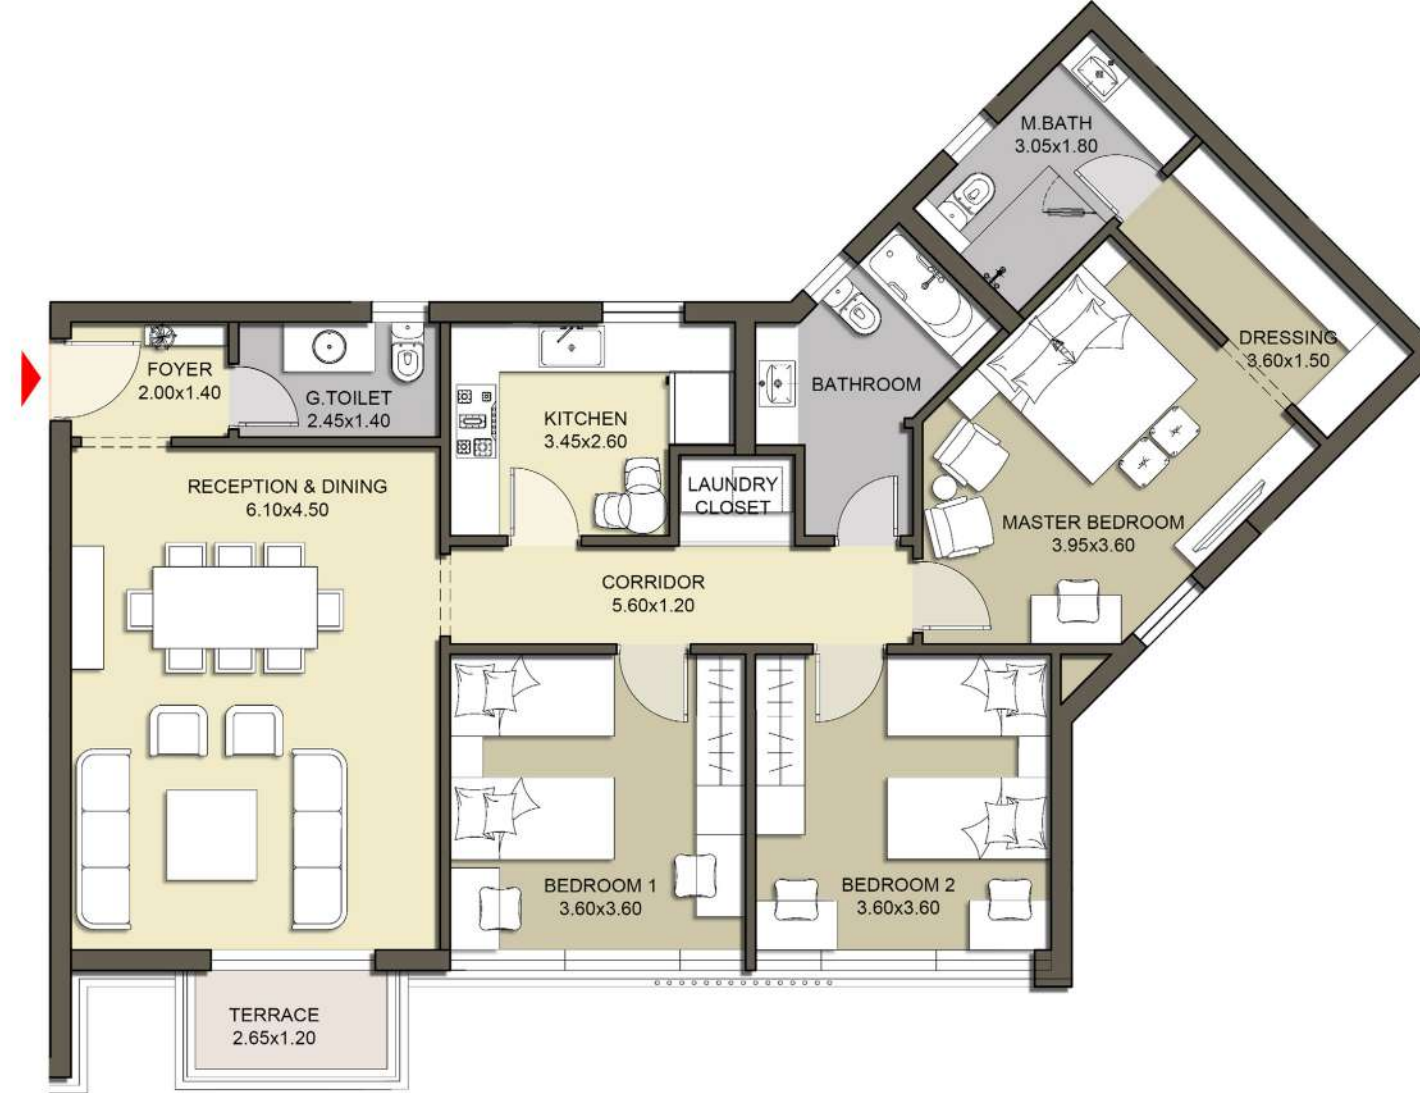 M.BATH
3.05x1.80
FOYER
2.00x1.40
G.TOILET
2.45x1.40
KITCHEN
3.45x2.60
BATHROOM
DRESSING
3.60x1.50
RECEPTION & DINING
6.10x4.50
LAUNDRY
CLOSET
MASTER BEDROOM
3.95x3.60
CORRIDOR
5.60x1.20
BEDROOM 1
3.60x3.60
BEDROOM 2
3.60x3.60
TERRACE
2.65x1.20